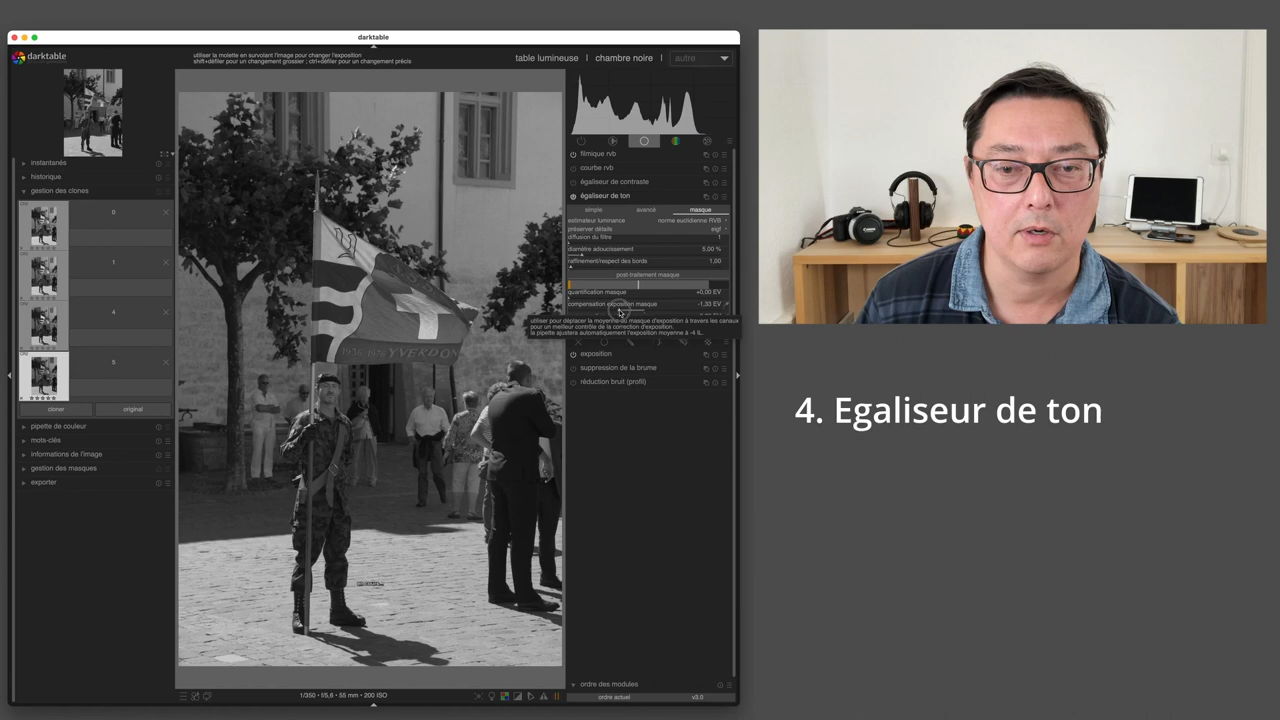 darktable
darktable
utiliser la molette en survolant l'image pour changer l'exposition
shift+défiler pour un changement grossier ; ctrl+défiler pour un changement précis
table lumineuse | chambre noire | autre
instantanés
historique
gestion des clones
0
1
4
5
cloner original
pipette de couleur
mots-clés
informations de l'image
gestion des masques
exporter
1936-1976 YVERDON
1/350 • f/5,6 • 55 mm • 200 ISO
filmique rvb
courbe rvb
égaliseur de contraste
égaliseur de ton
simple avancé masque
estimateur luminance norme euclidienne RVB
préserver détails eigf
diffusion du filtre 1
diamètre adoucissement 5,00 %
raffinement/respect des bords 1,00
post-traitement masque
quantification masque +0,00 EV
compensation exposition masque -1,33 EV
utiliser pour déplacer la moyenne du masque d'exposition à travers les canaux
pour un meilleur contrôle de la correction d'exposition.
la pipette ajustera automatiquement l'exposition moyenne à -4 IL.
exposition
suppression de la brume
réduction bruit (profil)
ordre des modules
ordre actuel v3.0
Canon
4. Egaliseur de ton